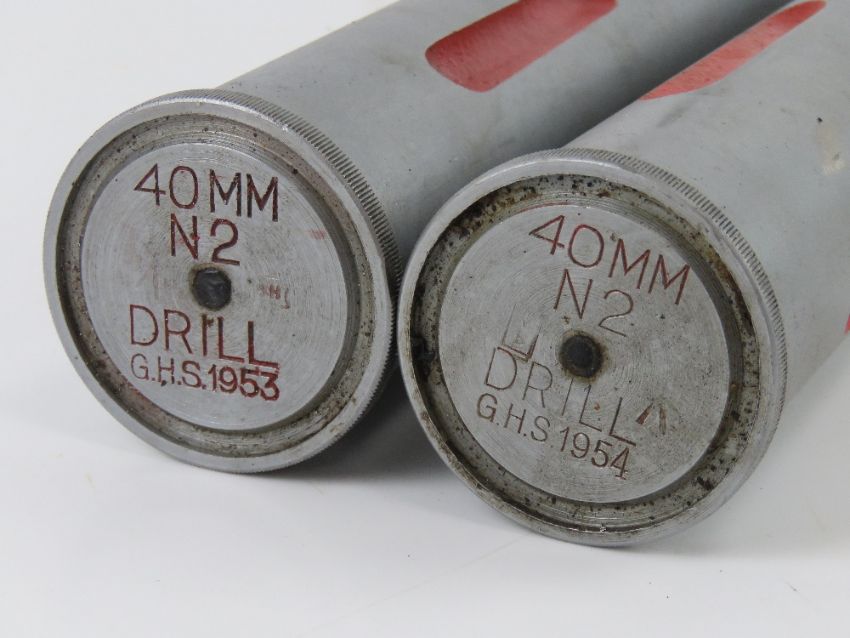 40MM
N2
DRILL
G.H.S. 1953
40MM
N2
DRILL
G.H.S 1954